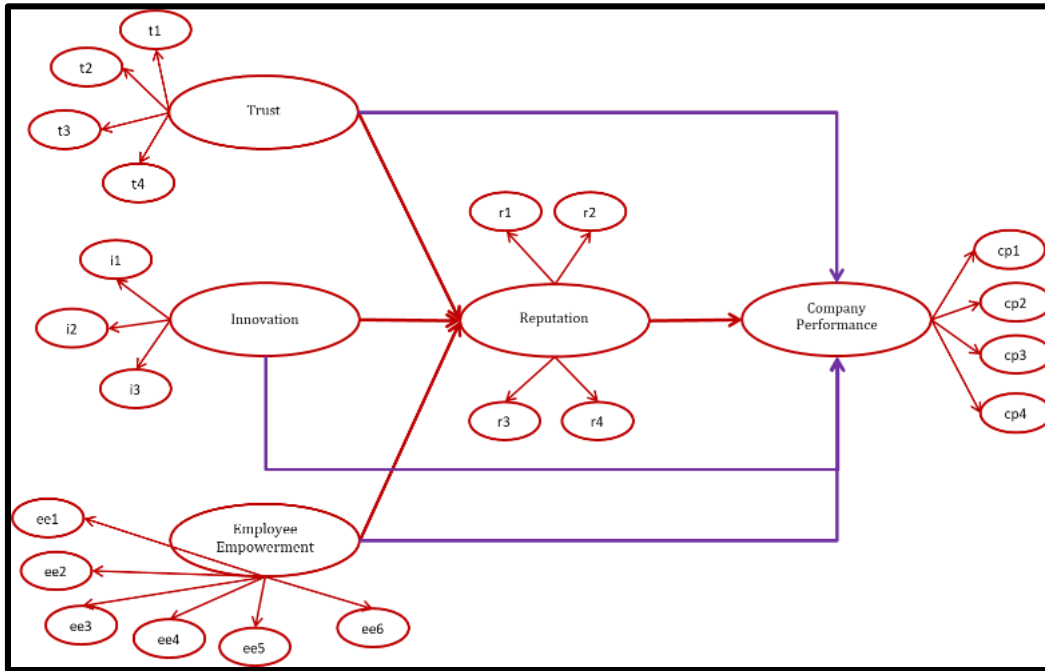 t1
t2
Trust
t3
t4
r1
r2
i1
cp1
i2
Innovation
Reputation
Company
Performance
cp2
cp3
i3
r3
r4
cp4
ee1
Employee
Empowerment
ee2
ee3
ee4
ee5
ee6